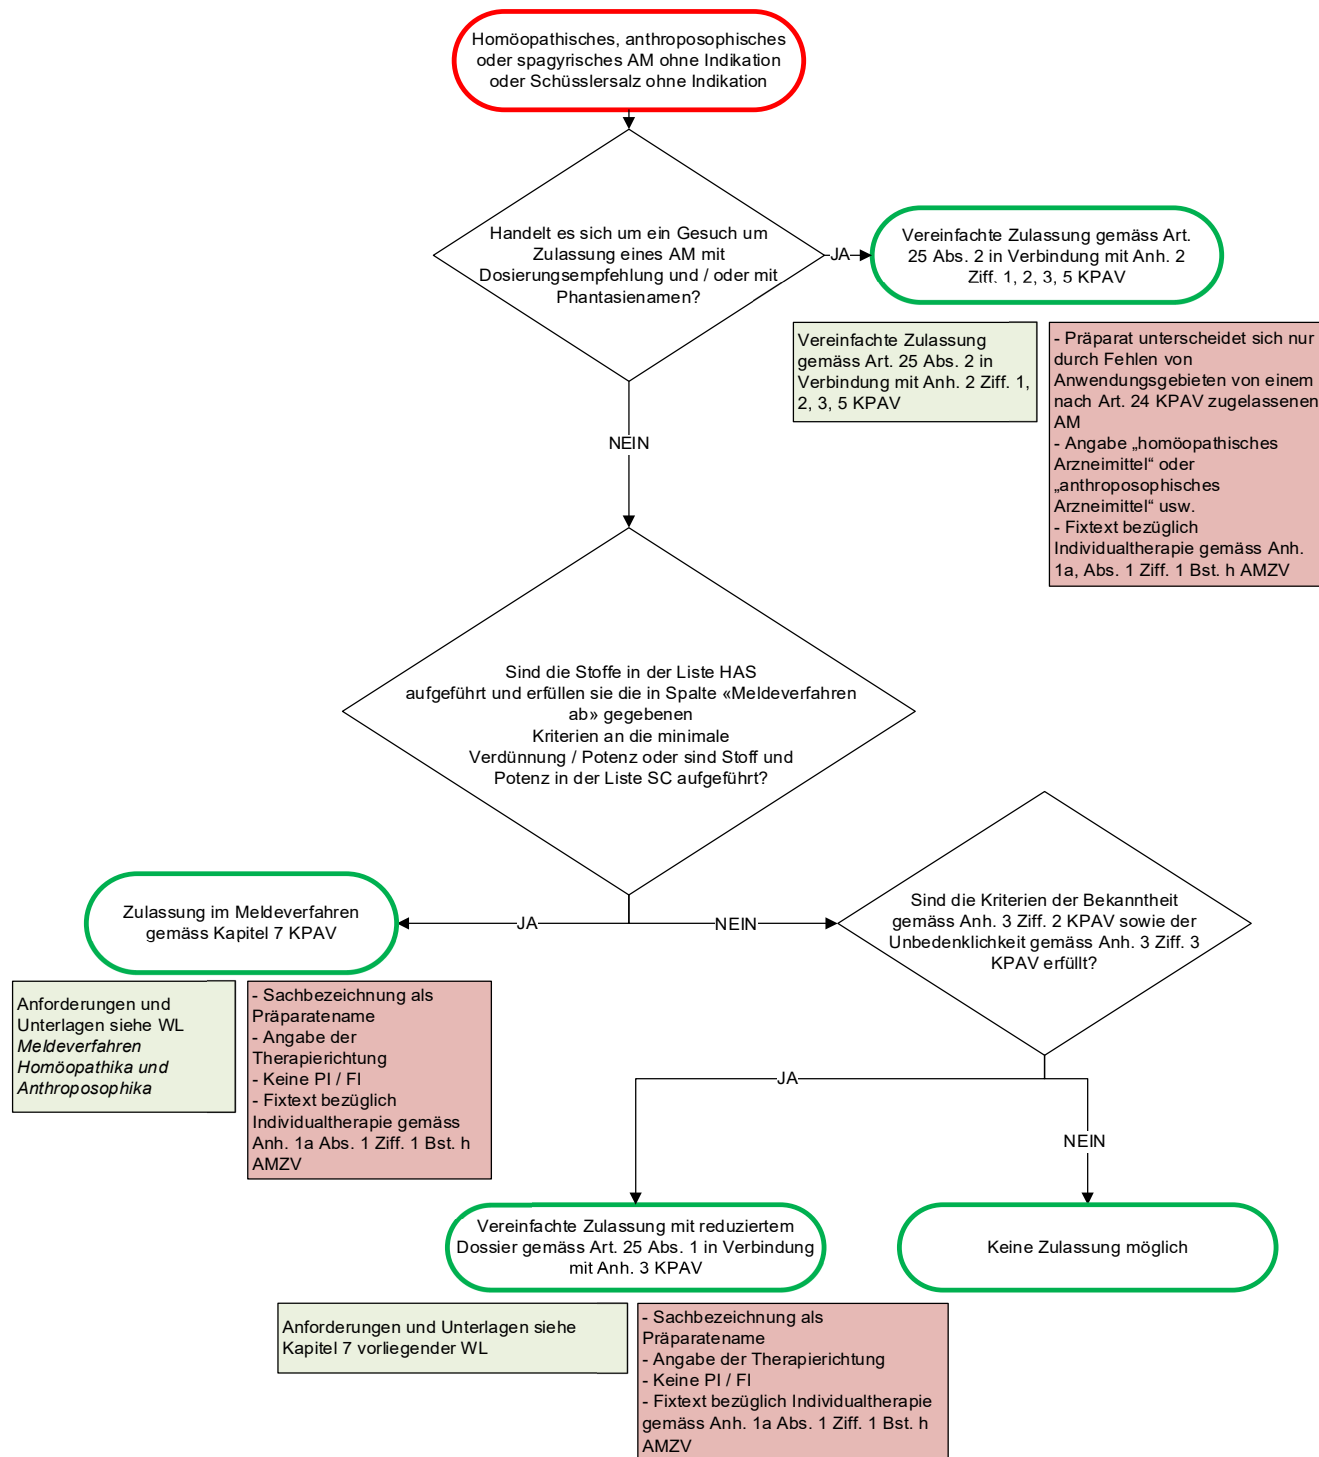 Homöopathisches, anthroposophisches
oder spagyrisches AM ohne Indikation
oder Schüsslersalz ohne Indikation
Handelt es sich um ein Gesuch um
Zulassung eines AM mit
Dosierungsempfehlung und / oder mit
Phantasienamen?
JA
Vereinfachte Zulassung gemäss Art.
25 Abs. 2 in Verbindung mit Anh. 2
Ziff. 1, 2, 3, 5 KPAV
Vereinfachte Zulassung
gemäss Art. 25 Abs. 2 in
Verbindung mit Anh. 2 Ziff. 1,
2, 3, 5 KPAV
- Präparat unterscheidet sich nur
durch Fehlen von
Anwendungsgebieten von einem
nach Art. 24 KPAV zugelassenen
AM
- Angabe „homöopathisches
Arzneimittel“ oder
„anthroposophisches
Arzneimittel“ usw.
- Fixtext bezüglich
Individualtherapie gemäss Anh.
1a, Abs. 1 Ziff. 1 Bst. h AMZV
NEIN
Sind die Stoffe in der Liste HAS
aufgeführt und erfüllen sie die in Spalte «Meldeverfahren
ab» gegebenen
Kriterien an die minimale
Verdünnung / Potenz oder sind Stoff und
Potenz in der Liste SC aufgeführt?
JA
NEIN
Zulassung im Meldeverfahren
gemäss Kapitel 7 KPAV
Anforderungen und
Unterlagen siehe WL
Meldeverfahren
Homöopathika und
Anthroposophika
- Sachbezeichnung als
Präparatename
- Angabe der
Therapierichtung
- Keine PI / FI
- Fixtext bezüglich
Individualtherapie gemäss
Anh. 1a Abs. 1 Ziff. 1 Bst. h
AMZV
Sind die Kriterien der Bekanntheit
gemäss Anh. 3 Ziff. 2 KPAV sowie der
Unbedenklichkeit gemäss Anh. 3 Ziff. 3
KPAV erfüllt?
JA
NEIN
Vereinfachte Zulassung mit reduziertem
Dossier gemäss Art. 25 Abs. 1 in Verbindung
mit Anh. 3 KPAV
Keine Zulassung möglich
Anforderungen und Unterlagen siehe
Kapitel 7 vorliegender WL
- Sachbezeichnung als
Präparatename
- Angabe der Therapierichtung
- Keine PI / FI
- Fixtext bezüglich Individualtherapie
gemäss Anh. 1a Abs. 1 Ziff. 1 Bst. h
AMZV